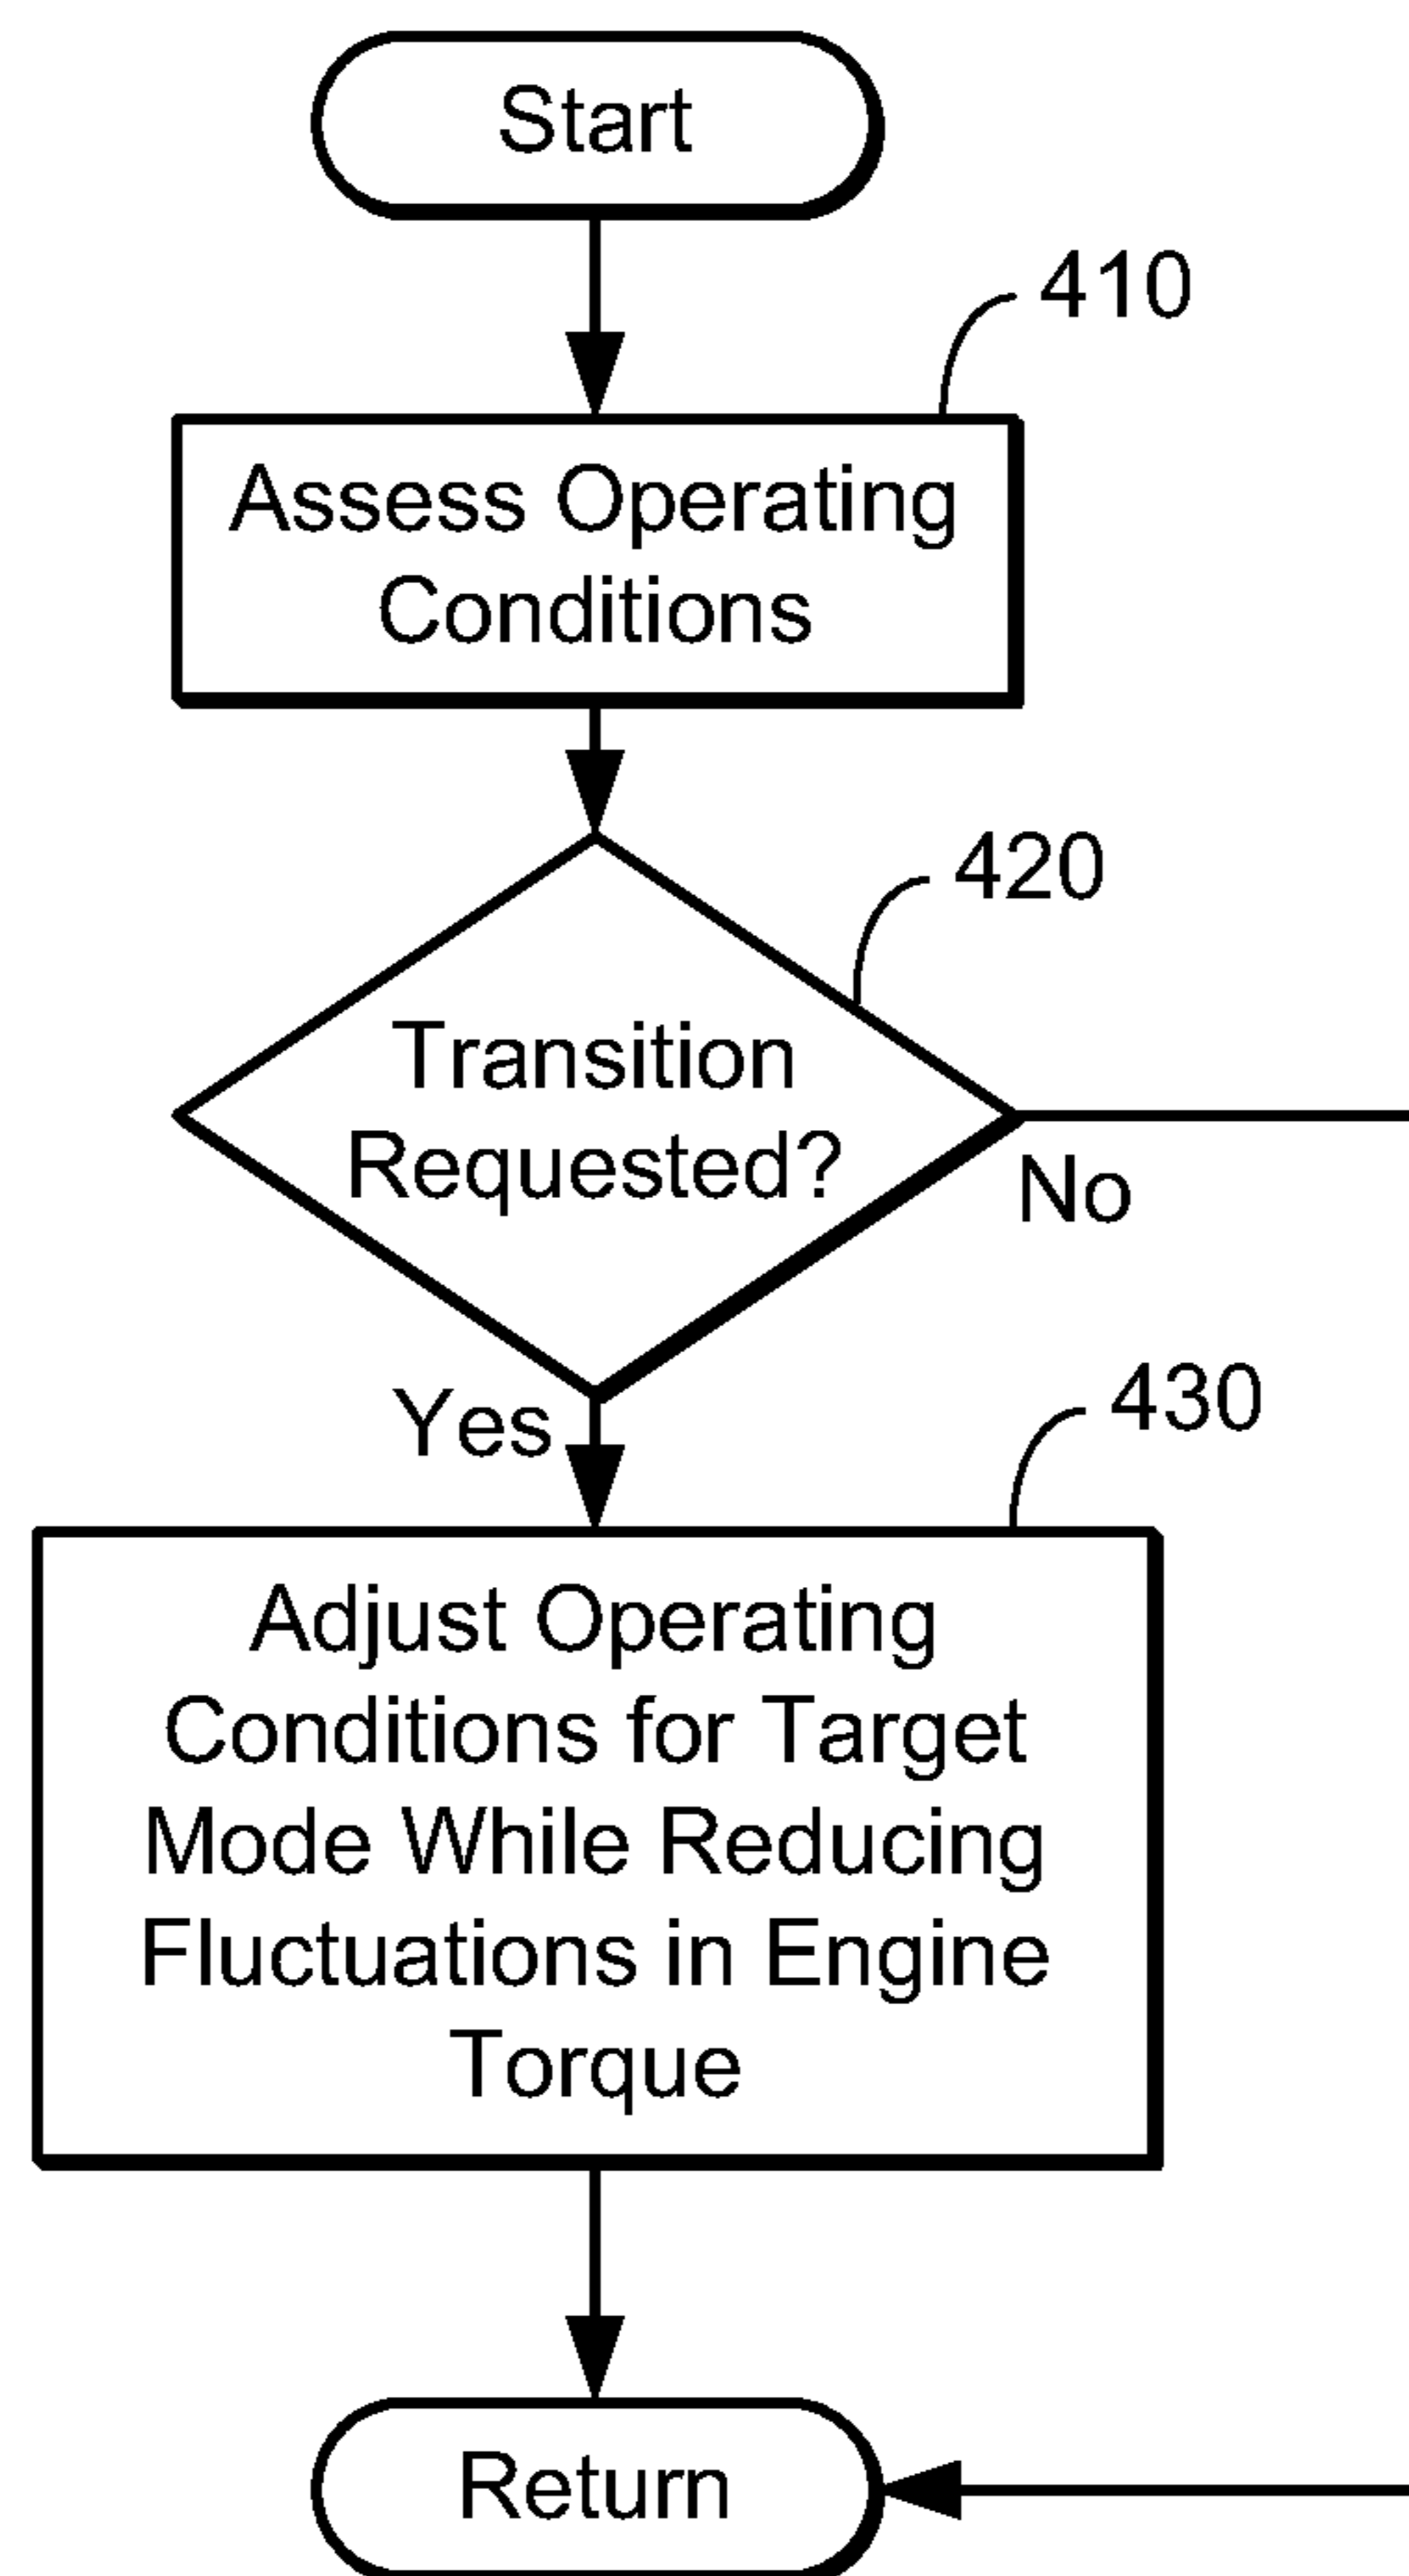 Start
410
Assess Operating
Conditions
420
Transition
Requested?
No
Yes
430
Adjust Operating
Conditions for Target
Mode While Reducing
Fluctuations in Engine
Torque
Return